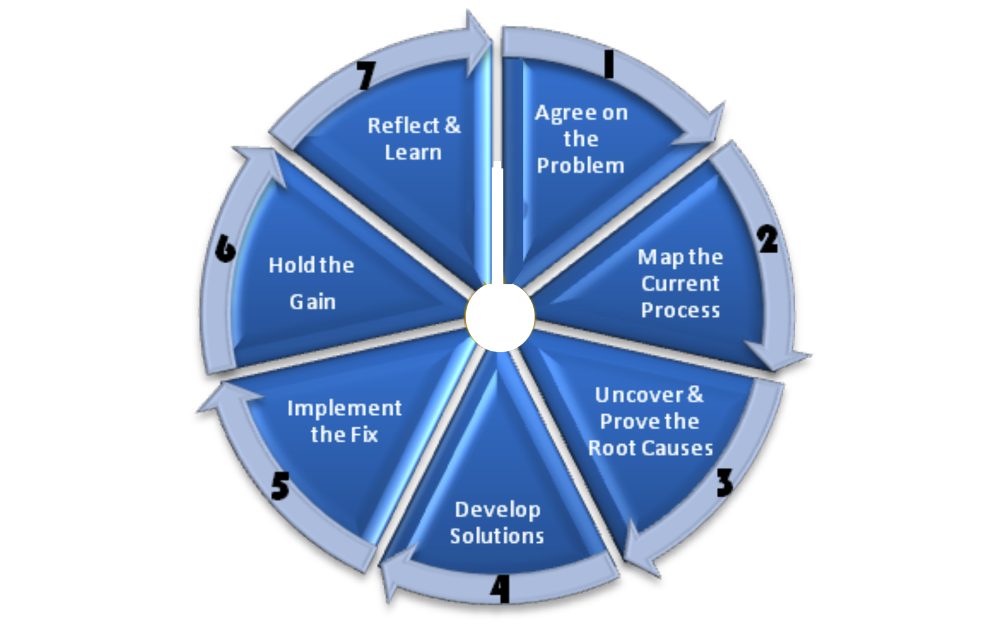 1
Agree on
the
Problem
2
Map the
Current
Process
3
Uncover &
Prove the
Root Causes
4
Develop
Solutions
5
Implement
the Fix
6
Hold the
Gain
7
Reflect &
Learn